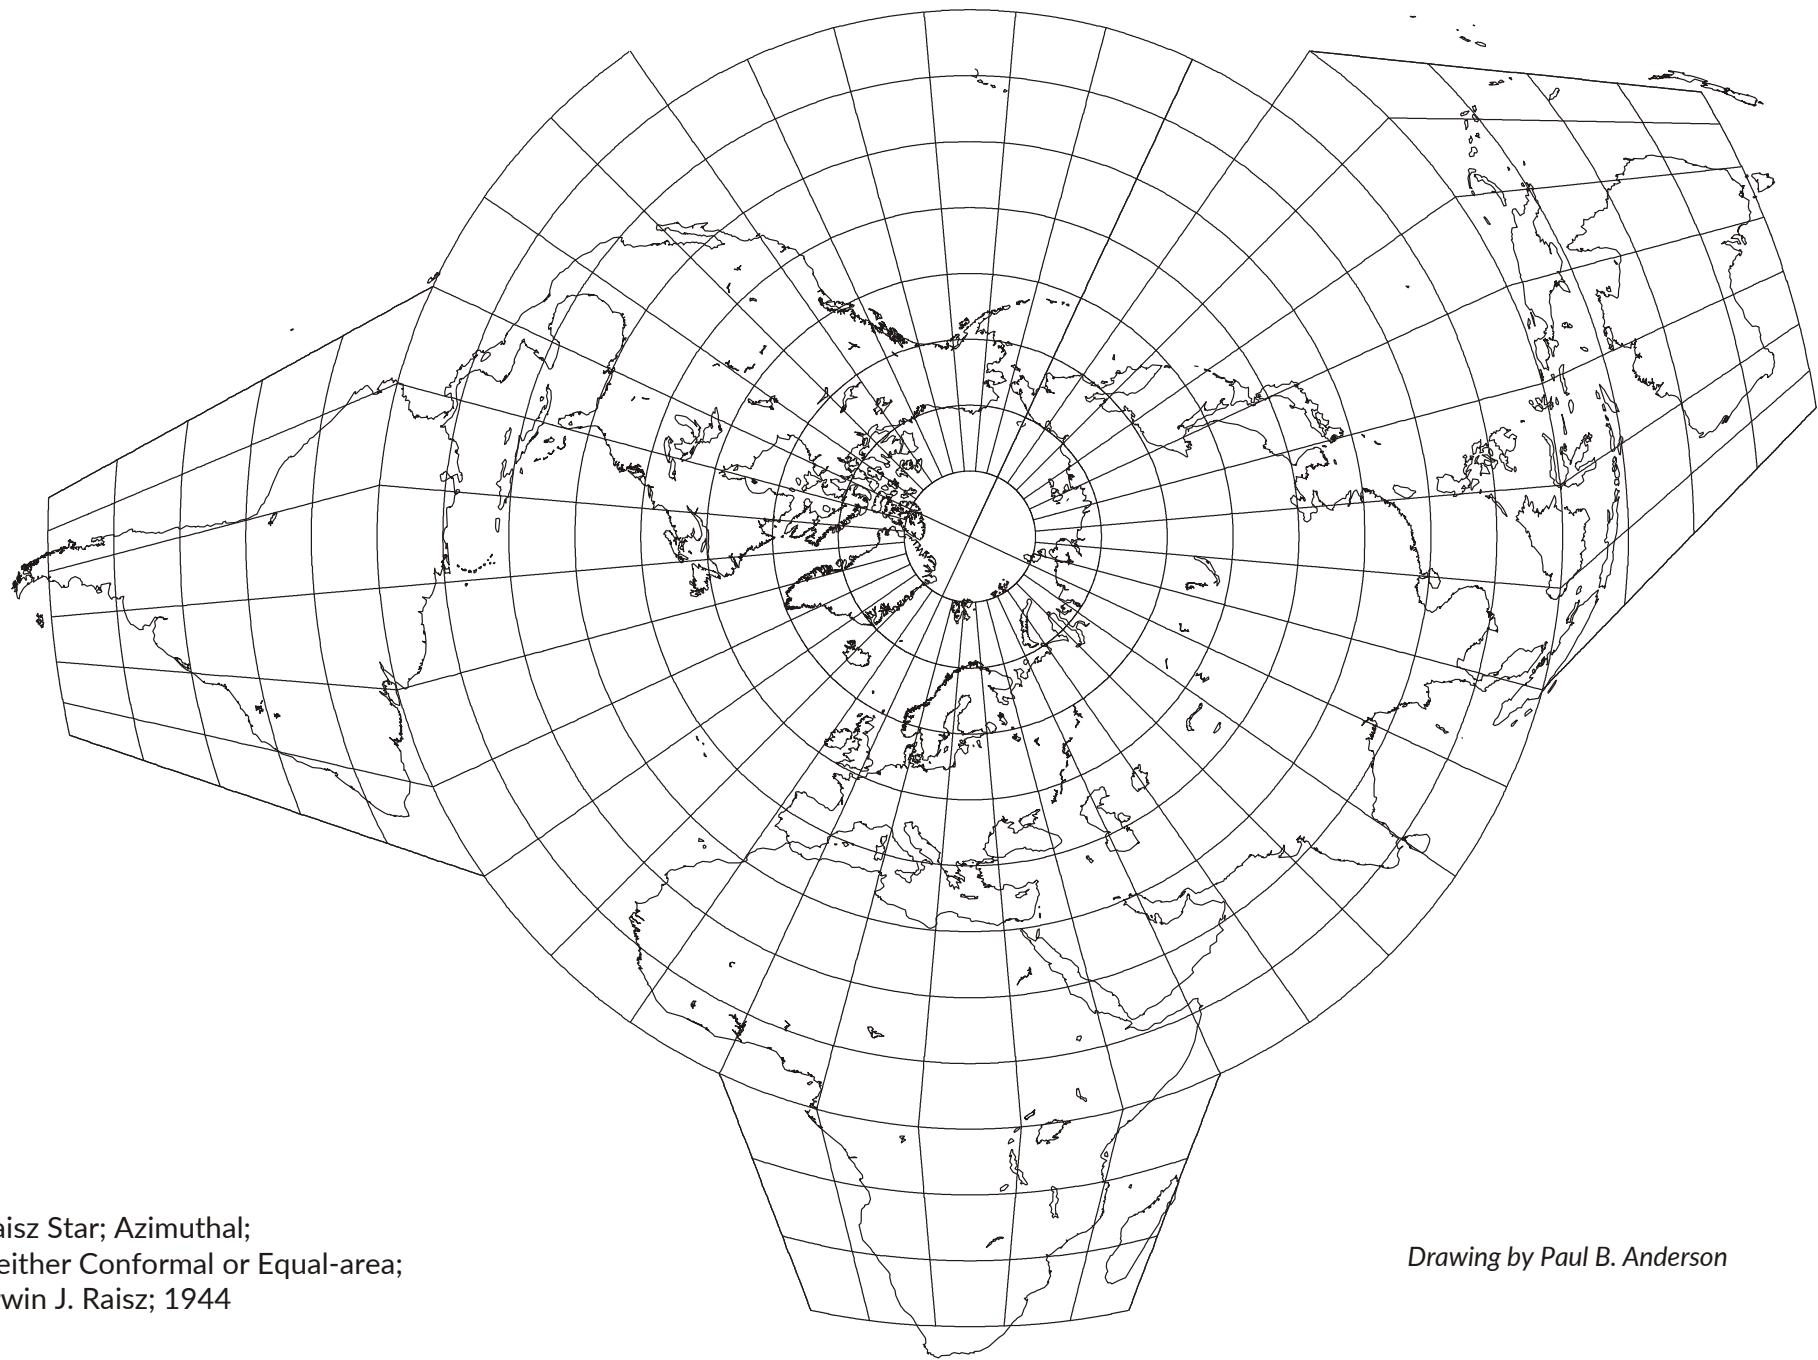 aisz Star; Azimuthal;
either Conformal or Equal-area;
win J. Raisz; 1944
Drawing by Paul B. Anderson